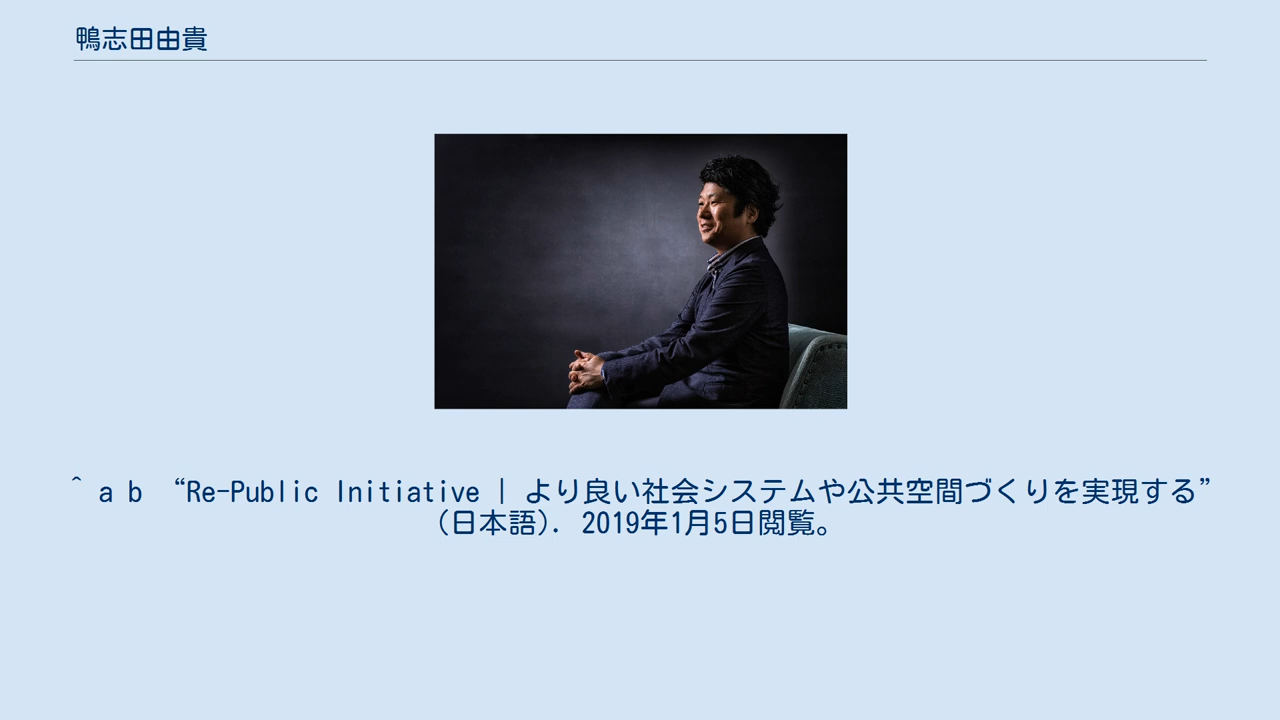 鴨志田由貴
^ a b “Re-Public Initiative | より良い社会システムや公共空間づくりを実現する”
(日本語). 2019年1月5日閲覧。